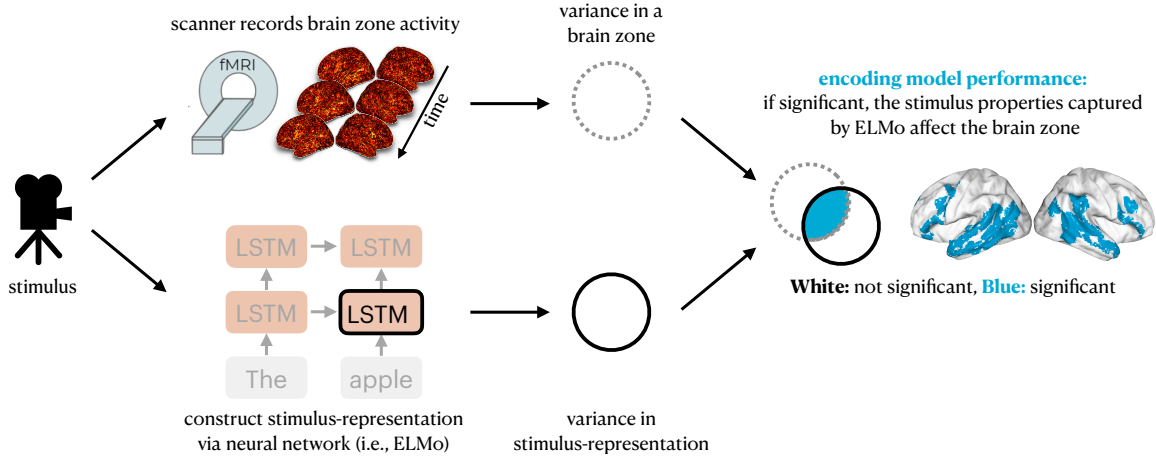 scanner records brain zone activity
fMRI
time
variance in a
brain zone
encoding model performance:
if significant, the stimulus properties captured
by ELMo affect the brain zone
stimulus
LSTM
LSTM
LSTM
LSTM
The
apple
White: not significant, Blue: significant
construct stimulus-representation
via neural network (i.e., ELMo)
variance in
stimulus-representation